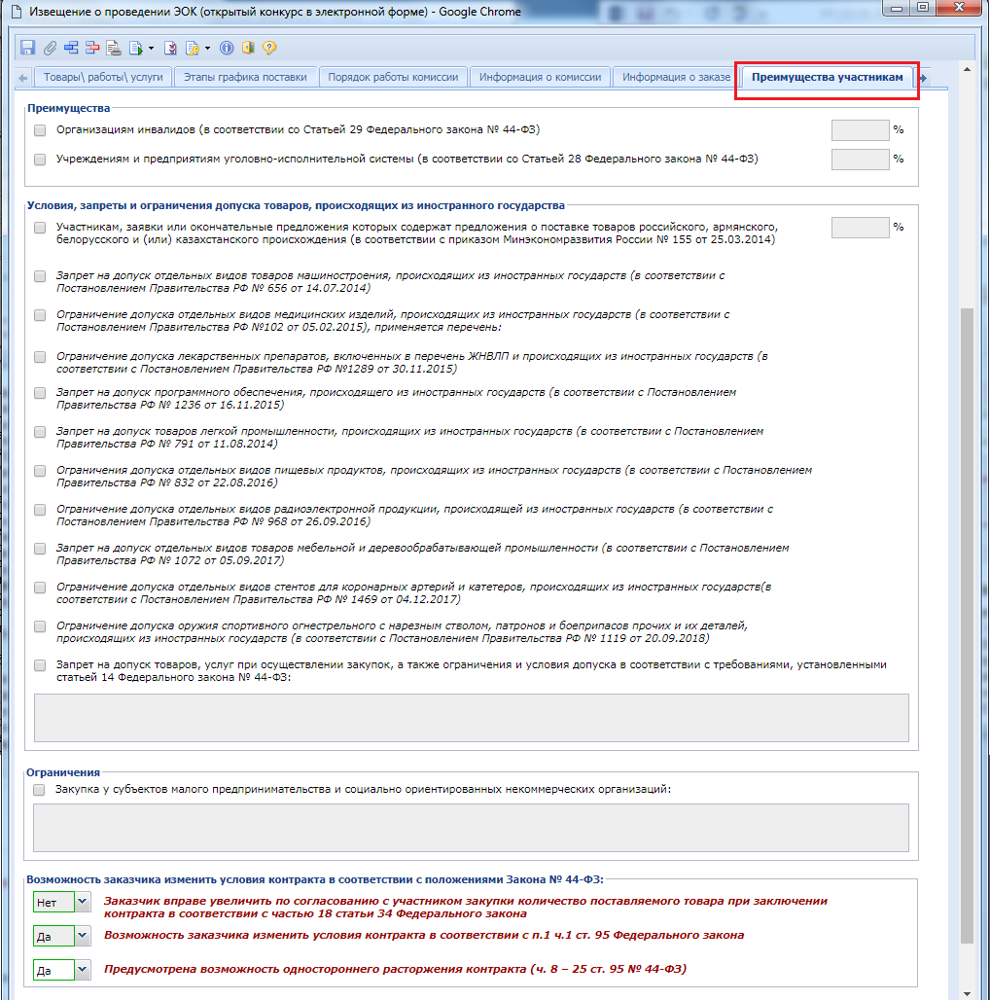 Извещение о проведении ЭОК (открытый конкурс в электронной форме) - Google Chrome
Товары\ работы\ услуги
Этапы графика поставки
Порядок работы комиссии
Информация о комиссии
Информация о заказе
Преимущества участникам
Преимущества
Организациям инвалидов (в соответствии со Статьей 29 Федерального закона № 44-ФЗ)
%
Учреждениям и предприятиям уголовно-исполнительной системы (в соответствии со Статьей 28 Федерального закона № 44-ФЗ)
%
Условия, запреты и ограничения допуска товаров, происходящих из иностранного государства
Участникам, заявки или окончательные предложения которых содержат предложения о поставке товаров российского, армянского,
белорусского и (или) казахстанского происхождения (в соответствии с приказом Минэкономразвития России № 155 от 25.03.2014)
%
Запрет на допуск отдельных видов товаров машиностроения, происходящих из иностранных государств (в соответствии с
Постановлением Правительства РФ № 656 от 14.07.2014)
Ограничение допуска отдельных видов медицинских изделий, происходящих из иностранных государств (в соответствии с
Постановлением Правительства РФ №102 от 05.02.2015), применяется перечень:
Ограничение допуска лекарственных препаратов, включенных в перечень ЖНВЛП и происходящих из иностранных государств (в
соответствии с Постановлением Правительства РФ №1289 от 30.11.2015)
Запрет на допуск программного обеспечения, происходящего из иностранных государств (в соответствии с Постановлением
Правительства РФ № 1236 от 16.11.2015)
Запрет на допуск товаров легкой промышленности, происходящих из иностранных государств (в соответствии с Постановлением
Правительства РФ № 791 от 11.08.2014)
Ограничения допуска отдельных видов пищевых продуктов, происходящих из иностранных государств (в соответствии с Постановлением
Правительства РФ № 832 от 22.08.2016)
Ограничение допуска отдельных видов радиоэлектронной продукции, происходящей из иностранных государств (в соответствии с
Постановлением Правительства РФ № 968 от 26.09.2016)
Запрет на допуск отдельных видов товаров мебельной и деревообрабатывающей промышленности (в соответствии с Постановлением
Правительства РФ № 1072 от 05.09.2017)
Ограничение допуска отдельных видов стентов для коронарных артерий и катетеров, происходящих из иностранных государств(в
соответствии с Постановлением Правительства РФ № 1469 от 04.12.2017)
Ограничение допуска оружия спортивного огнестрельного с нарезным стволом, патронов и боеприпасов прочих и их деталей,
происходящих из иностранных государств (в соответствии с Постановлением Правительства РФ № 1119 от 20.09.2018)
Запрет на допуск товаров, услуг при осуществлении закупок, а также ограничения и условия допуска в соответствии с требованиями, установленными
статьей 14 Федерального закона № 44-ФЗ:
Ограничения
Закупка у субъектов малого предпринимательства и социально ориентированных некоммерческих организаций:
Возможность заказчика изменить условия контракта в соответствии с положениями Закона № 44-ФЗ:
Нет
Заказчик вправе увеличить по согласованию с участником закупки количество поставляемого товара при заключении
контракта в соответствии с частью 18 статьи 34 Федерального закона
Да
Возможность заказчика изменить условия контракта в соответствии с п.1 ч.1 ст. 95 Федерального закона
Да
Предусмотрена возможность одностороннего расторжения контракта (ч. 8 – 25 ст. 95 № 44-ФЗ)